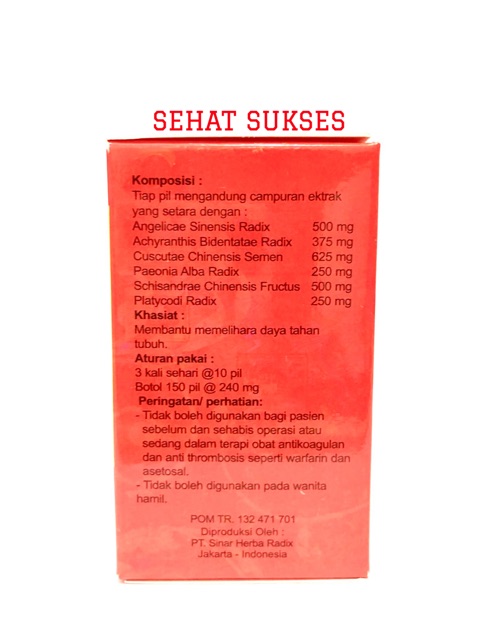 SEHAT SUKSES
Komposisi :
Tiap pil mengandung campuran ektrak
yang setara dengan :
Angelicae Sinensis Radix 500 mg
Achyranthis Bidentatae Radix 375 mg
Cuscutae Chinensis Semen 625 mg
Paeonia Alba Radix 250 mg
Schisandrae Chinensis Fructus 500 mg
Platycodi Radix 250 mg
Khasiat :
Membantu memelihara daya tahan
tubuh.
Aturan pakai :
3 kali sehari @10 pil
Botol 150 pil @ 240 mg
Peringatan/ perhatian:
- Tidak boleh digunakan bagi pasien
sebelum dan sehabis operasi atau
sedang dalam terapi obat antikoagulan
dan anti thrombosis seperti warfarin dan
asetosal.
- Tidak boleh digunakan pada wanita
hamil.
POM TR. 132 471 701
Diproduksi Oleh :
PT. Sinar Herba Radix
Jakarta - Indonesia